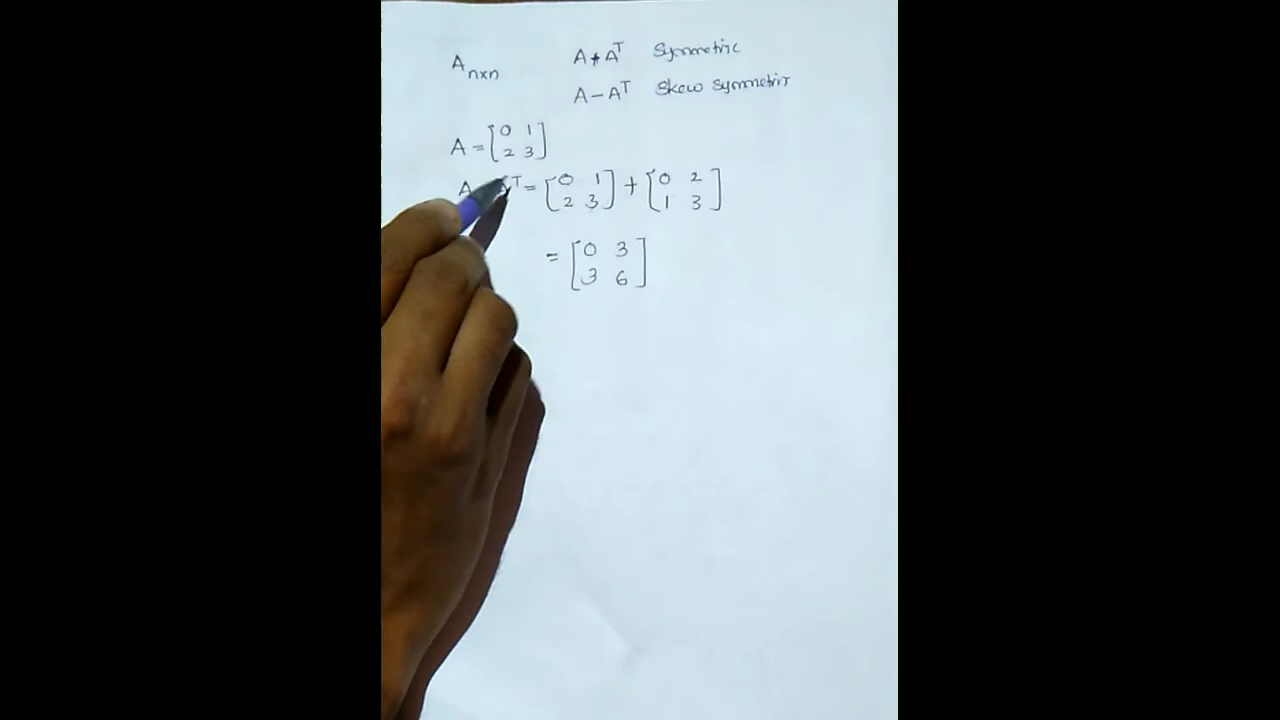 Aₙₓₙ A + Aᵀ Symmetric
A − Aᵀ Skew symmetric
A = [0 1; 2 3]
A Aᵀ = [0 1; 2 3] + [0 2; 1 3]
= [0 3; 3 6]